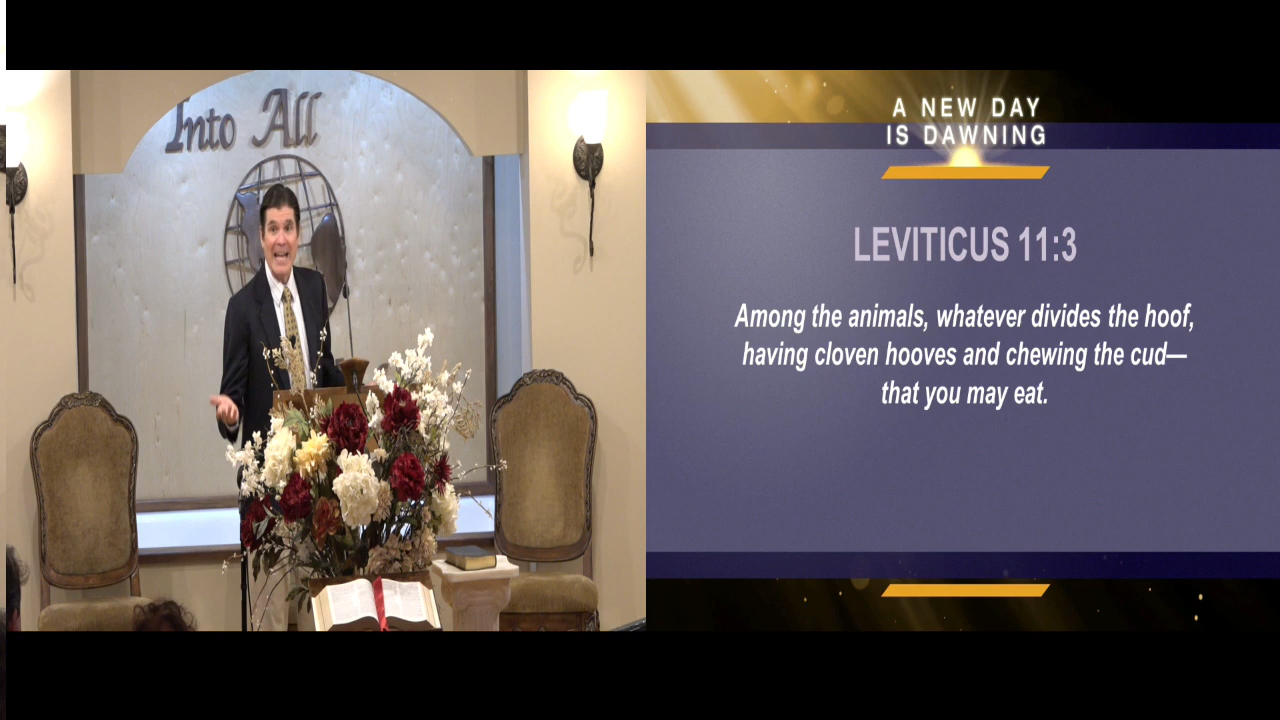 Into All
A NEW DAY
IS DAWNING
LEVITICUS 11:3
Among the animals, whatever divides the hoof,
having cloven hooves and chewing the cud—
that you may eat.